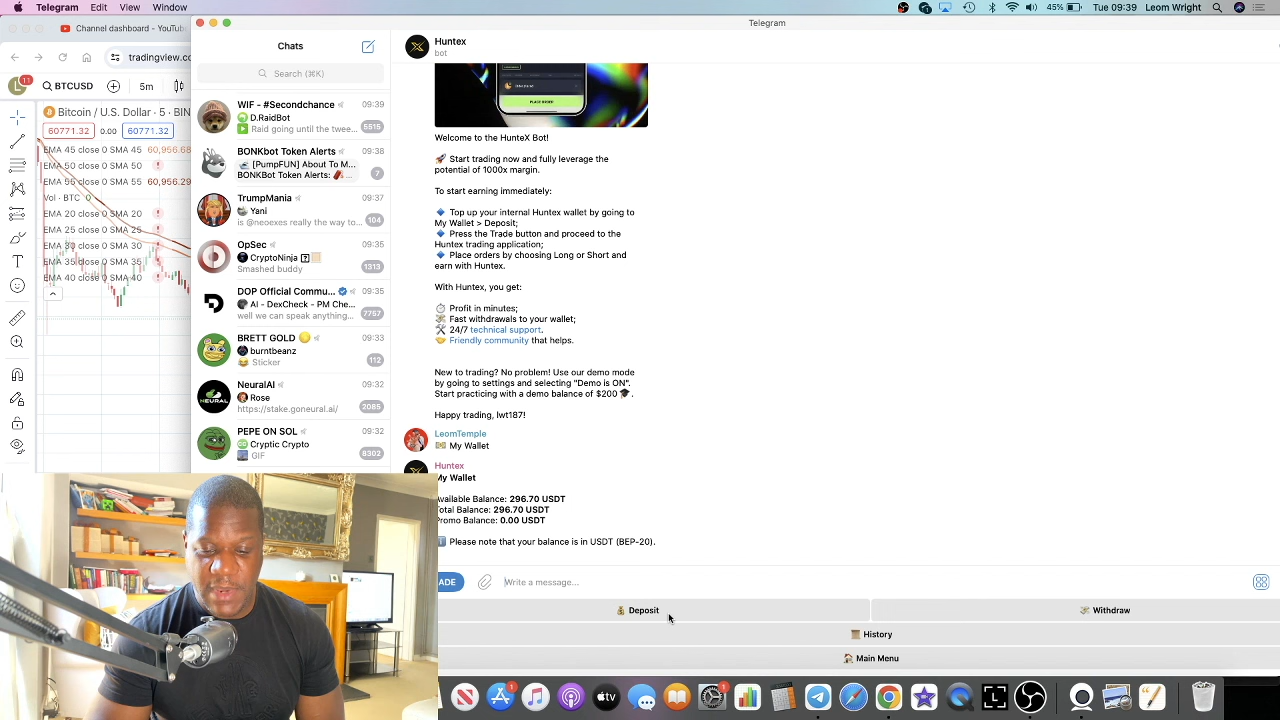 Telegram Window Help
45% Tue 09:39 Leom Wright
Channel dashboard - YouTub
tradingview.co
L 11 BTCUSD 5m
Bitcoin / U.S. Dollar · 5 · BIN
60771.32 0.00 60771.32
EMA 45 close 0 SMA 45 60,956.68
EMA 50 close 0 SMA 50
EMA 55 close 0 SMA 55 60,956.29
Vol · BTC 0
EMA 20 close 0 SMA 20
EMA 25 close 0 SMA 25
EMA 30 close 0 SMA 30
EMA 35 close 0 SMA 35
EMA 40 close 0 SMA 40
Telegram
Chats
Search (⌘K)
WIF - #Secondchance 09:39
D.RaidBot
Raid going until the twee... 5515
BONKbot Token Alerts 09:38
[PumpFUN] About To M...
BONKBot Token Alerts: ... 7
TrumpMania 09:37
Yani
is @neoexes really the way to... 104
OpSec 09:35
CryptoNinja
Smashed buddy 1313
DOP Official Commu... 09:35
AI - DexCheck - PM Che...
well we can speak anything... 7757
BRETT GOLD 09:33
burntbeanz
Sticker 112
NeuralAI 09:32
NEURAL
Rose
https://stake.goneural.ai/ 2085
PEPE ON SOL 09:32
Cryptic Crypto
GIF 8302
Huntex
bot
PLACE ORDER
Welcome to the HunteX Bot!
🚀 Start trading now and fully leverage the
potential of 1000x margin.
To start earning immediately:
🔹 Top up your internal Huntex wallet by going to
My Wallet > Deposit;
🔹 Press the Trade button and proceed to the
Huntex trading application;
🔹 Place orders by choosing Long or Short and
earn with Huntex.
With Huntex, you get:
⏱ Profit in minutes;
💸 Fast withdrawals to your wallet;
🛠 24/7 technical support.
🤝 Friendly community that helps.
New to trading? No problem! Use our demo mode
by going to settings and selecting "Demo is ON".
Start practicing with a demo balance of $200🎓.
Happy trading, lwt187!
LeomTemple
💵 My Wallet
Huntex
My Wallet
Available Balance: 296.70 USDT
Total Balance: 296.70 USDT
Promo Balance: 0.00 USDT
ℹ️ Please note that your balance is in USDT (BEP-20).
ADE Write a message...
💰 Deposit
💸 Withdraw
📜 History
🏠 Main Menu
tv